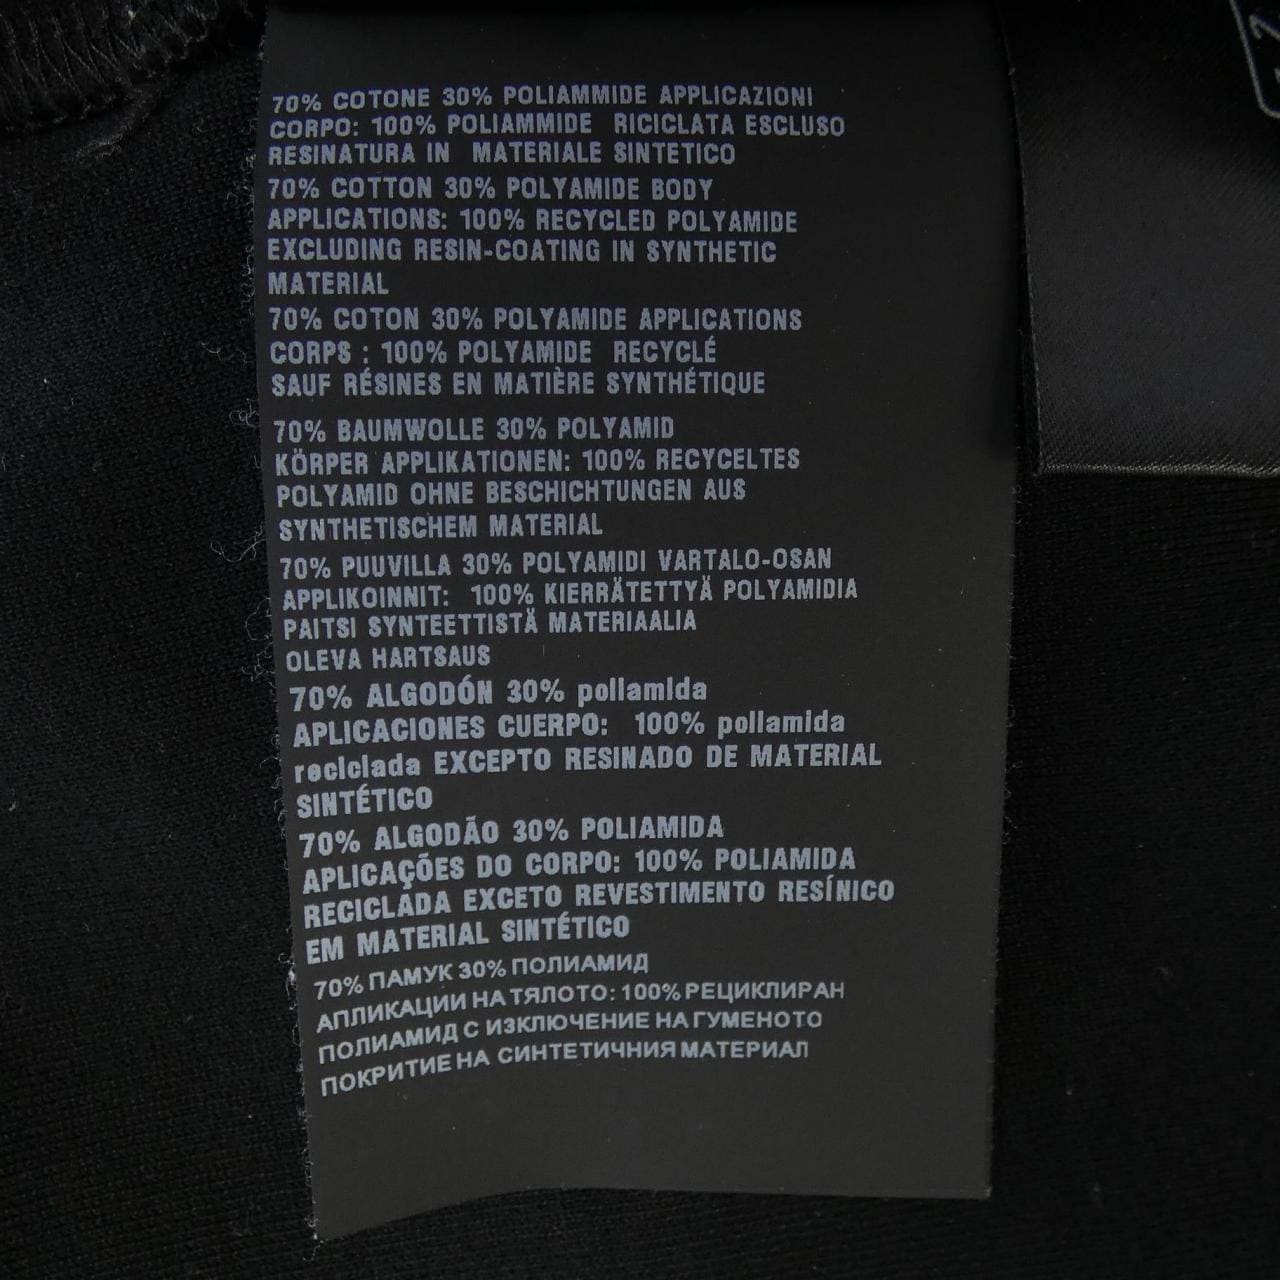 70% COTONE 30% POLIAMMIDE APPLICAZIONI
CORPO: 100% POLIAMMIDE RICICLATA ESCLUSO
RESINATURA IN MATERIALE SINTETICO
70% COTTON 30% POLYAMIDE BODY
APPLICATIONS: 100% RECYCLED POLYAMIDE
EXCLUDING RESIN-COATING IN SYNTHETIC
MATERIAL
70% COTON 30% POLYAMIDE APPLICATIONS
CORPS : 100% POLYAMIDE RECYCLÉ
SAUF RÉSINES EN MATIÈRE SYNTHÉTIQUE
70% BAUMWOLLE 30% POLYAMID
KÖRPER APPLIKATIONEN: 100% RECYCELTES
POLYAMID OHNE BESCHICHTUNGEN AUS
SYNTHETISCHEM MATERIAL
70% PUUVILLA 30% POLYAMIDI VARTALO-OSAN
APPLIKOINNIT: 100% KIERRÄTETTYÄ POLYAMIDIA
PAITSI SYNTEETTISTÄ MATERIAALIA
OLEVA HARTSAUS
70% ALGODÓN 30% poliamida
APLICACIONES CUERPO: 100% poliamida
reciclada EXCEPTO RESINADO DE MATERIAL
SINTÉTICO
70% ALGODÃO 30% POLIAMIDA
APLICAÇÕES DO CORPO: 100% POLIAMIDA
RECICLADA EXCETO REVESTIMENTO RESÍNICO
EM MATERIAL SINTÉTICO
70% ПАМУК 30% ПОЛИАМИД
АПЛИКАЦИИ НА ТЯЛОТО: 100% РЕЦИКЛИРАН
ПОЛИАМИД С ИЗКЛЮЧЕНИЕ НА ГУМЕНОТО
ПОКРИТИЕ НА СИНТЕТИЧНИЯ МАТЕРИАЛ